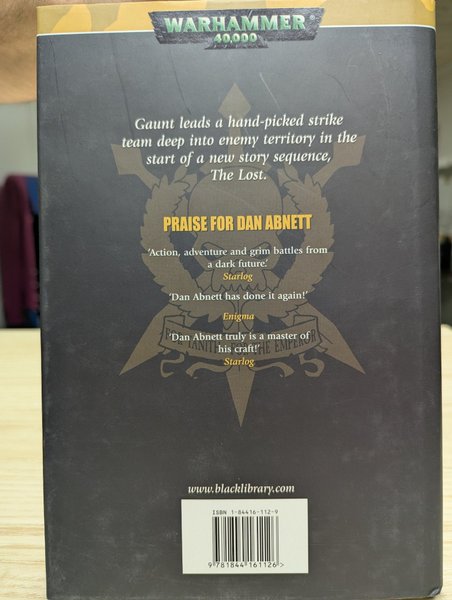 WARHAMMER
40,000
Gaunt leads a hand-picked strike
team deep into enemy territory in the
start of a new story sequence,
The Lost.
PRAISE FOR DAN ABNETT
'Action, adventure and grim battles from
a dark future.'
Starlog
'Dan Abnett has done it again!'
Enigma
'Dan Abnett truly is a master of
his craft!'
Starlog
THE EMPEROR
www.blacklibrary.com
ISBN 1-84416-112-9
9 781844 161126 >